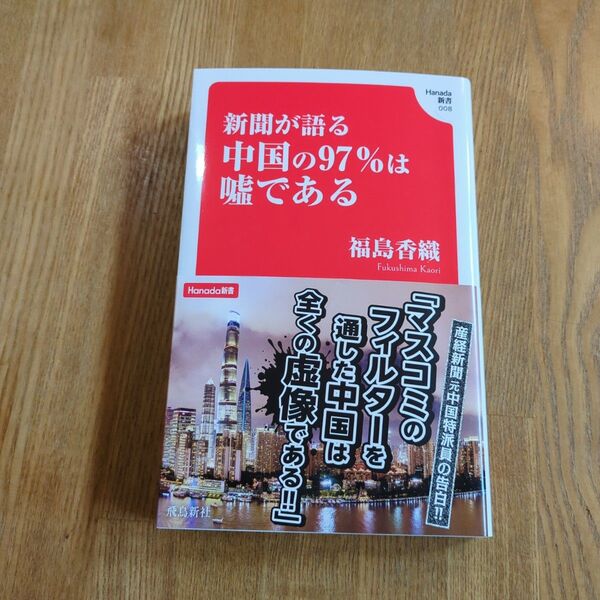 Hanada
新書
008
新聞が語る
中国の97%は
嘘である
福島香織
Fukushima Kaori
Hanada新書
「マスコミの
フィルターを
通した中国は
全くの虚像である!!」
産経新聞元中国特派員の告白!!
飛鳥新社